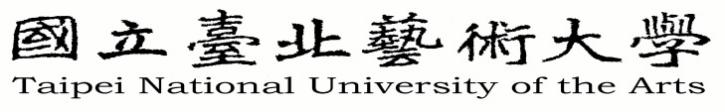 國立臺北藝術大學
Taipei National University of the Arts